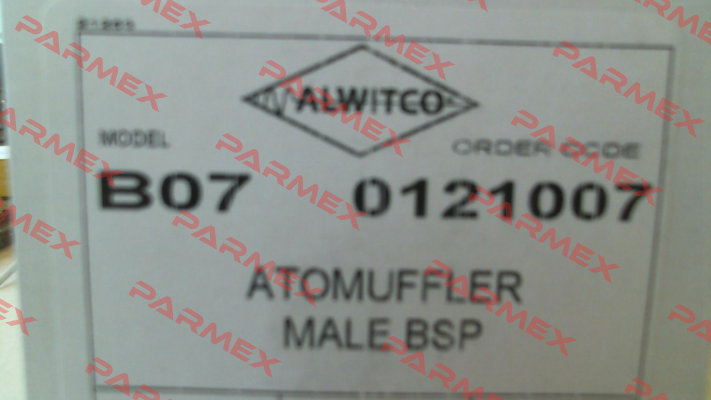 ALWITCO
MODEL ORDER CODE
B07 0121007
ATOMUFFLER
MALE BSP
PARMEX